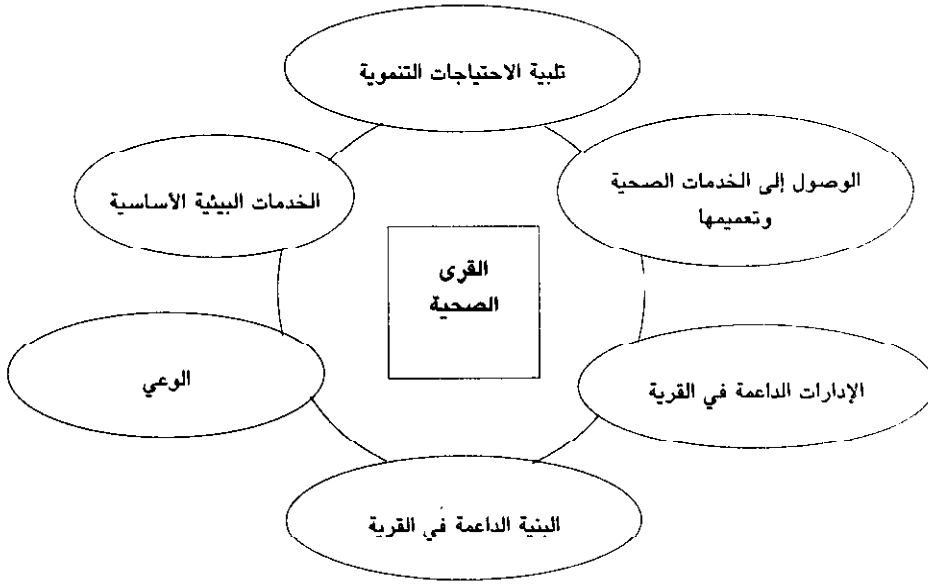 تلبية الاحتياجات التنموية
الوصول إلى الخدمات الصحية
وتعميمها
الخدمات البيئية الأساسية
القرى
الصحية
الإدارات الداعمة في القرية
الوعي
البنية الداعمة في القرية